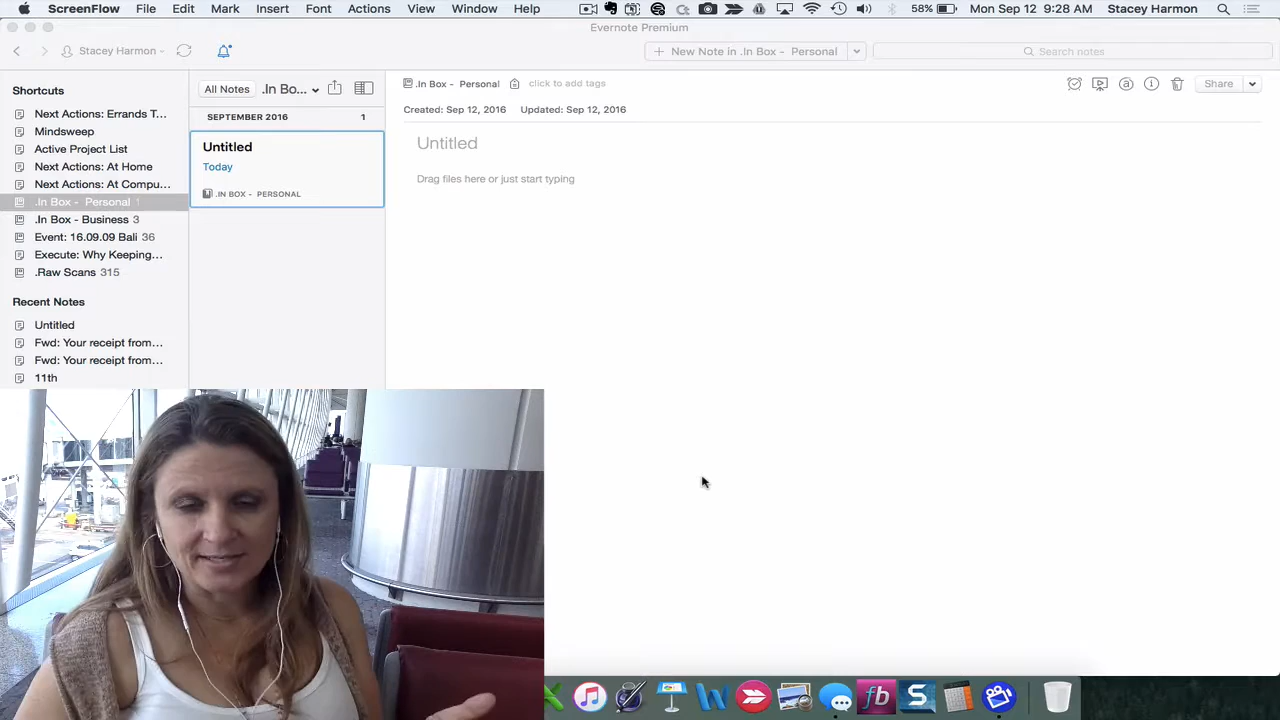 ScreenFlow File Edit Mark Insert Font Actions View Window Help 58% Mon Sep 12 9:28 AM Stacey Harmon
Evernote Premium
Stacey Harmon New Note in .In Box - Personal Search notes
Shortcuts
Next Actions: Errands T...
Mindsweep
Active Project List
Next Actions: At Home
Next Actions: At Compu...
.In Box - Personal 1
.In Box - Business 3
Event: 16.09.09 Bali 36
Execute: Why Keeping...
.Raw Scans 315
Recent Notes
Untitled
Fwd: Your receipt from...
Fwd: Your receipt from...
11th
All Notes .In Bo...
SEPTEMBER 2016 1
Untitled
Today
.IN BOX - PERSONAL
.In Box - Personal click to add tags Share
Created: Sep 12, 2016 Updated: Sep 12, 2016
Untitled
Drag files here or just start typing
W fb S